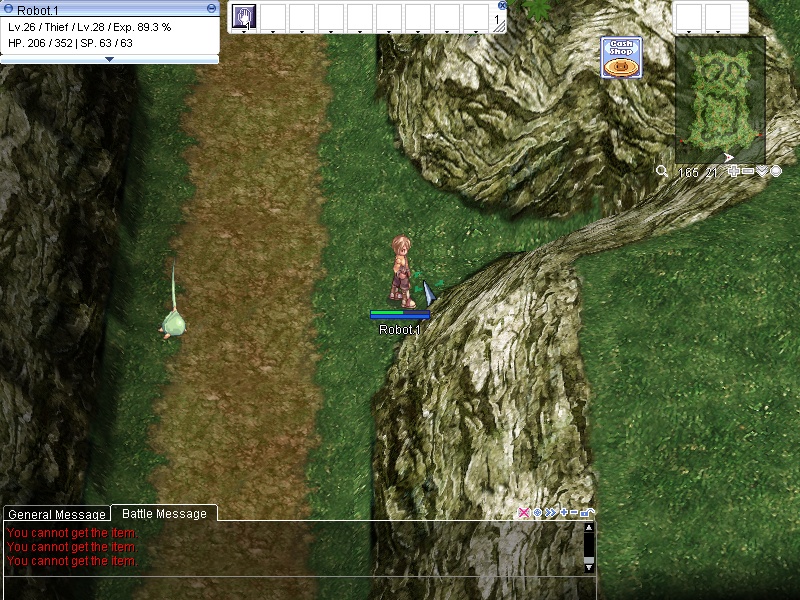 Robot.1
Lv.26 / Thief / Lv.28 / Exp. 89.3 %
HP. 206 / 352 | SP. 63 / 63
1
1
Cash Shop
165 21
Robot.1
General Message
Battle Message
You cannot get the item.
You cannot get the item.
You cannot get the item.